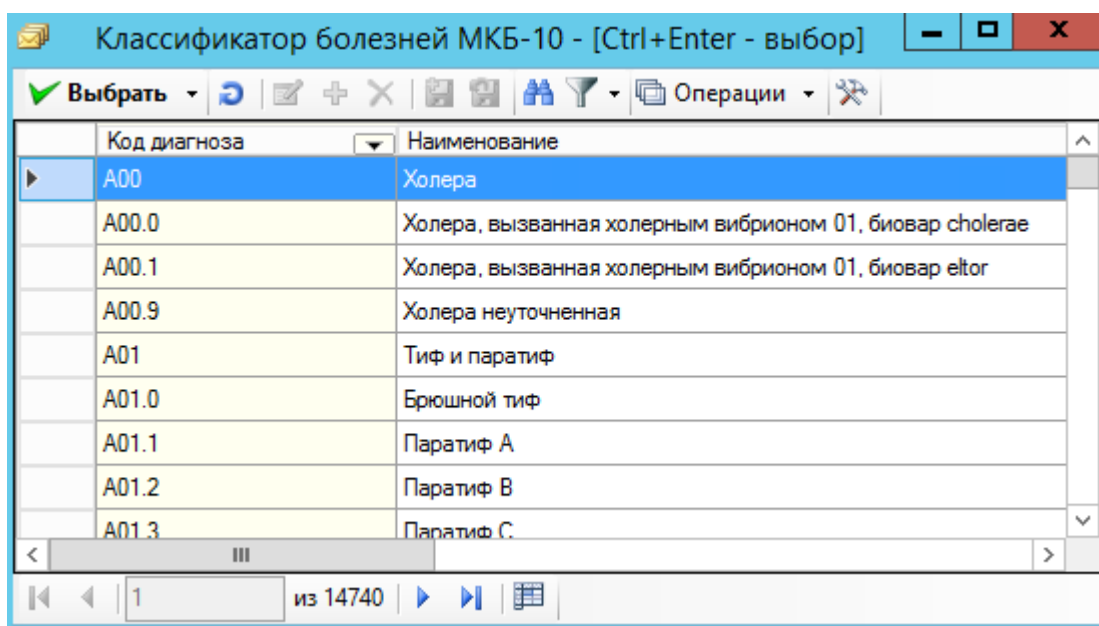 Классификатор болезней МКБ-10 - [Ctrl+Enter - выбор]
Выбрать Операции
Код диагноза Наименование
A00 Холера
A00.0 Холера, вызванная холерным вибрионом 01, биовар cholerae
A00.1 Холера, вызванная холерным вибрионом 01, биовар eltor
A00.9 Холера неуточненная
A01 Тиф и паратиф
A01.0 Брюшной тиф
A01.1 Паратиф A
A01.2 Паратиф B
A01.3 Паратиф C
1 из 14740